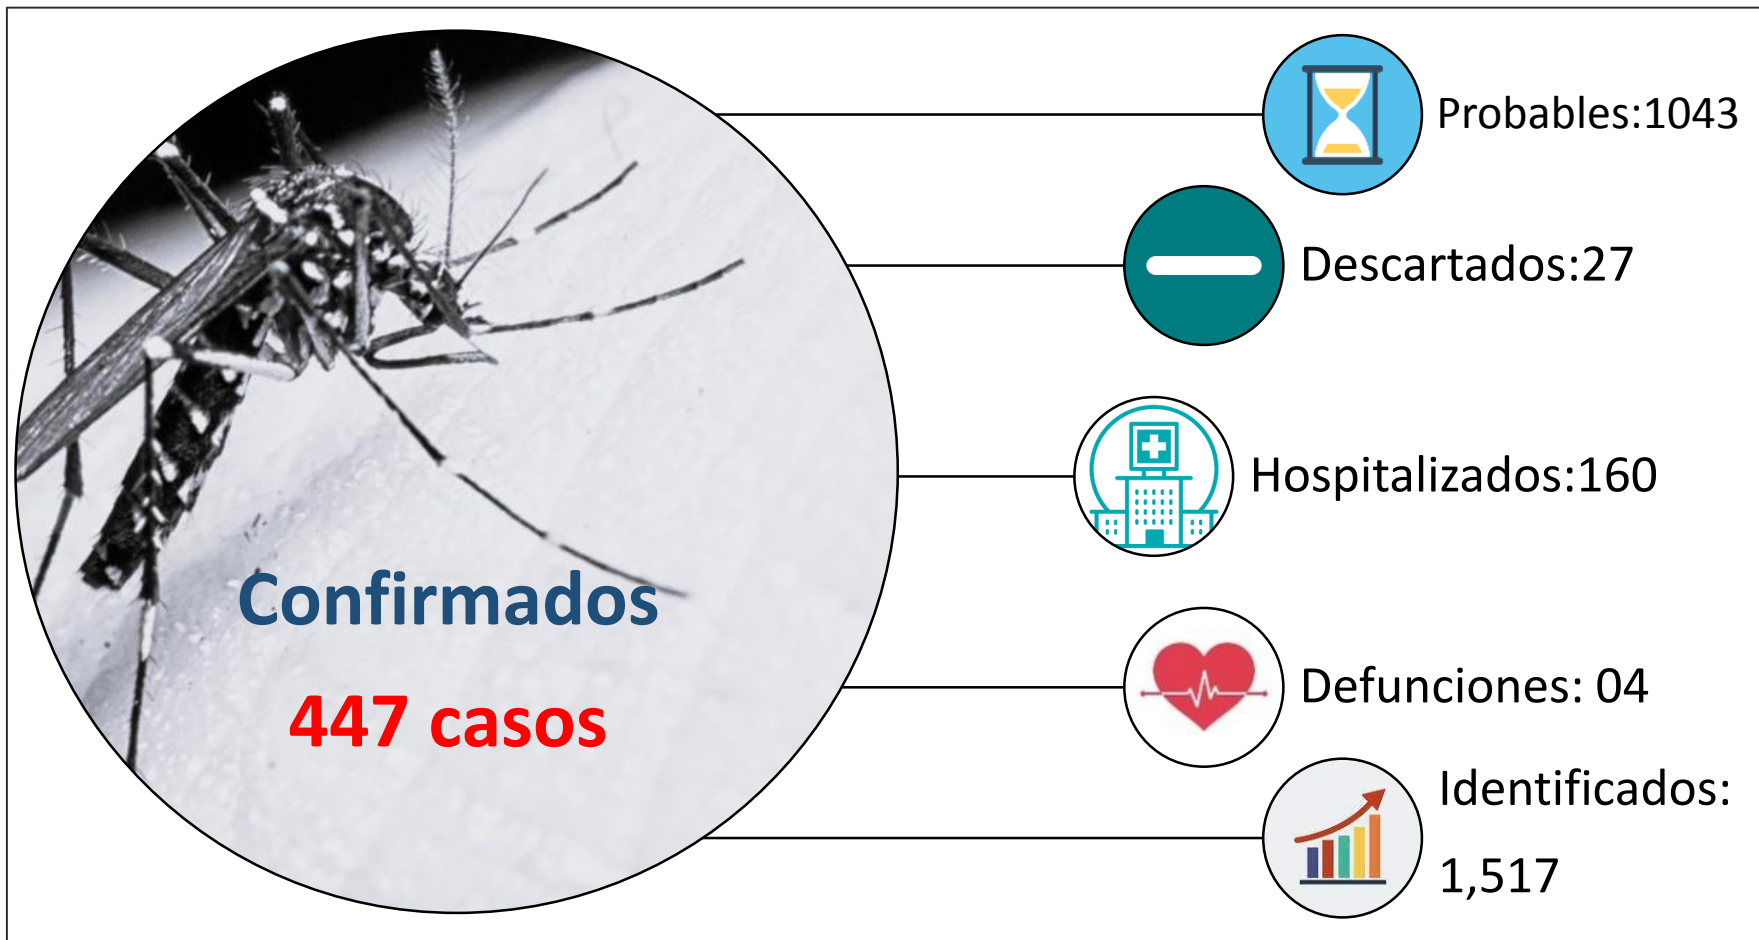 Confirmados
447 casos
Probables:1043
Descartados:27
Hospitalizados:160
Defunciones: 04
Identificados:
1,517